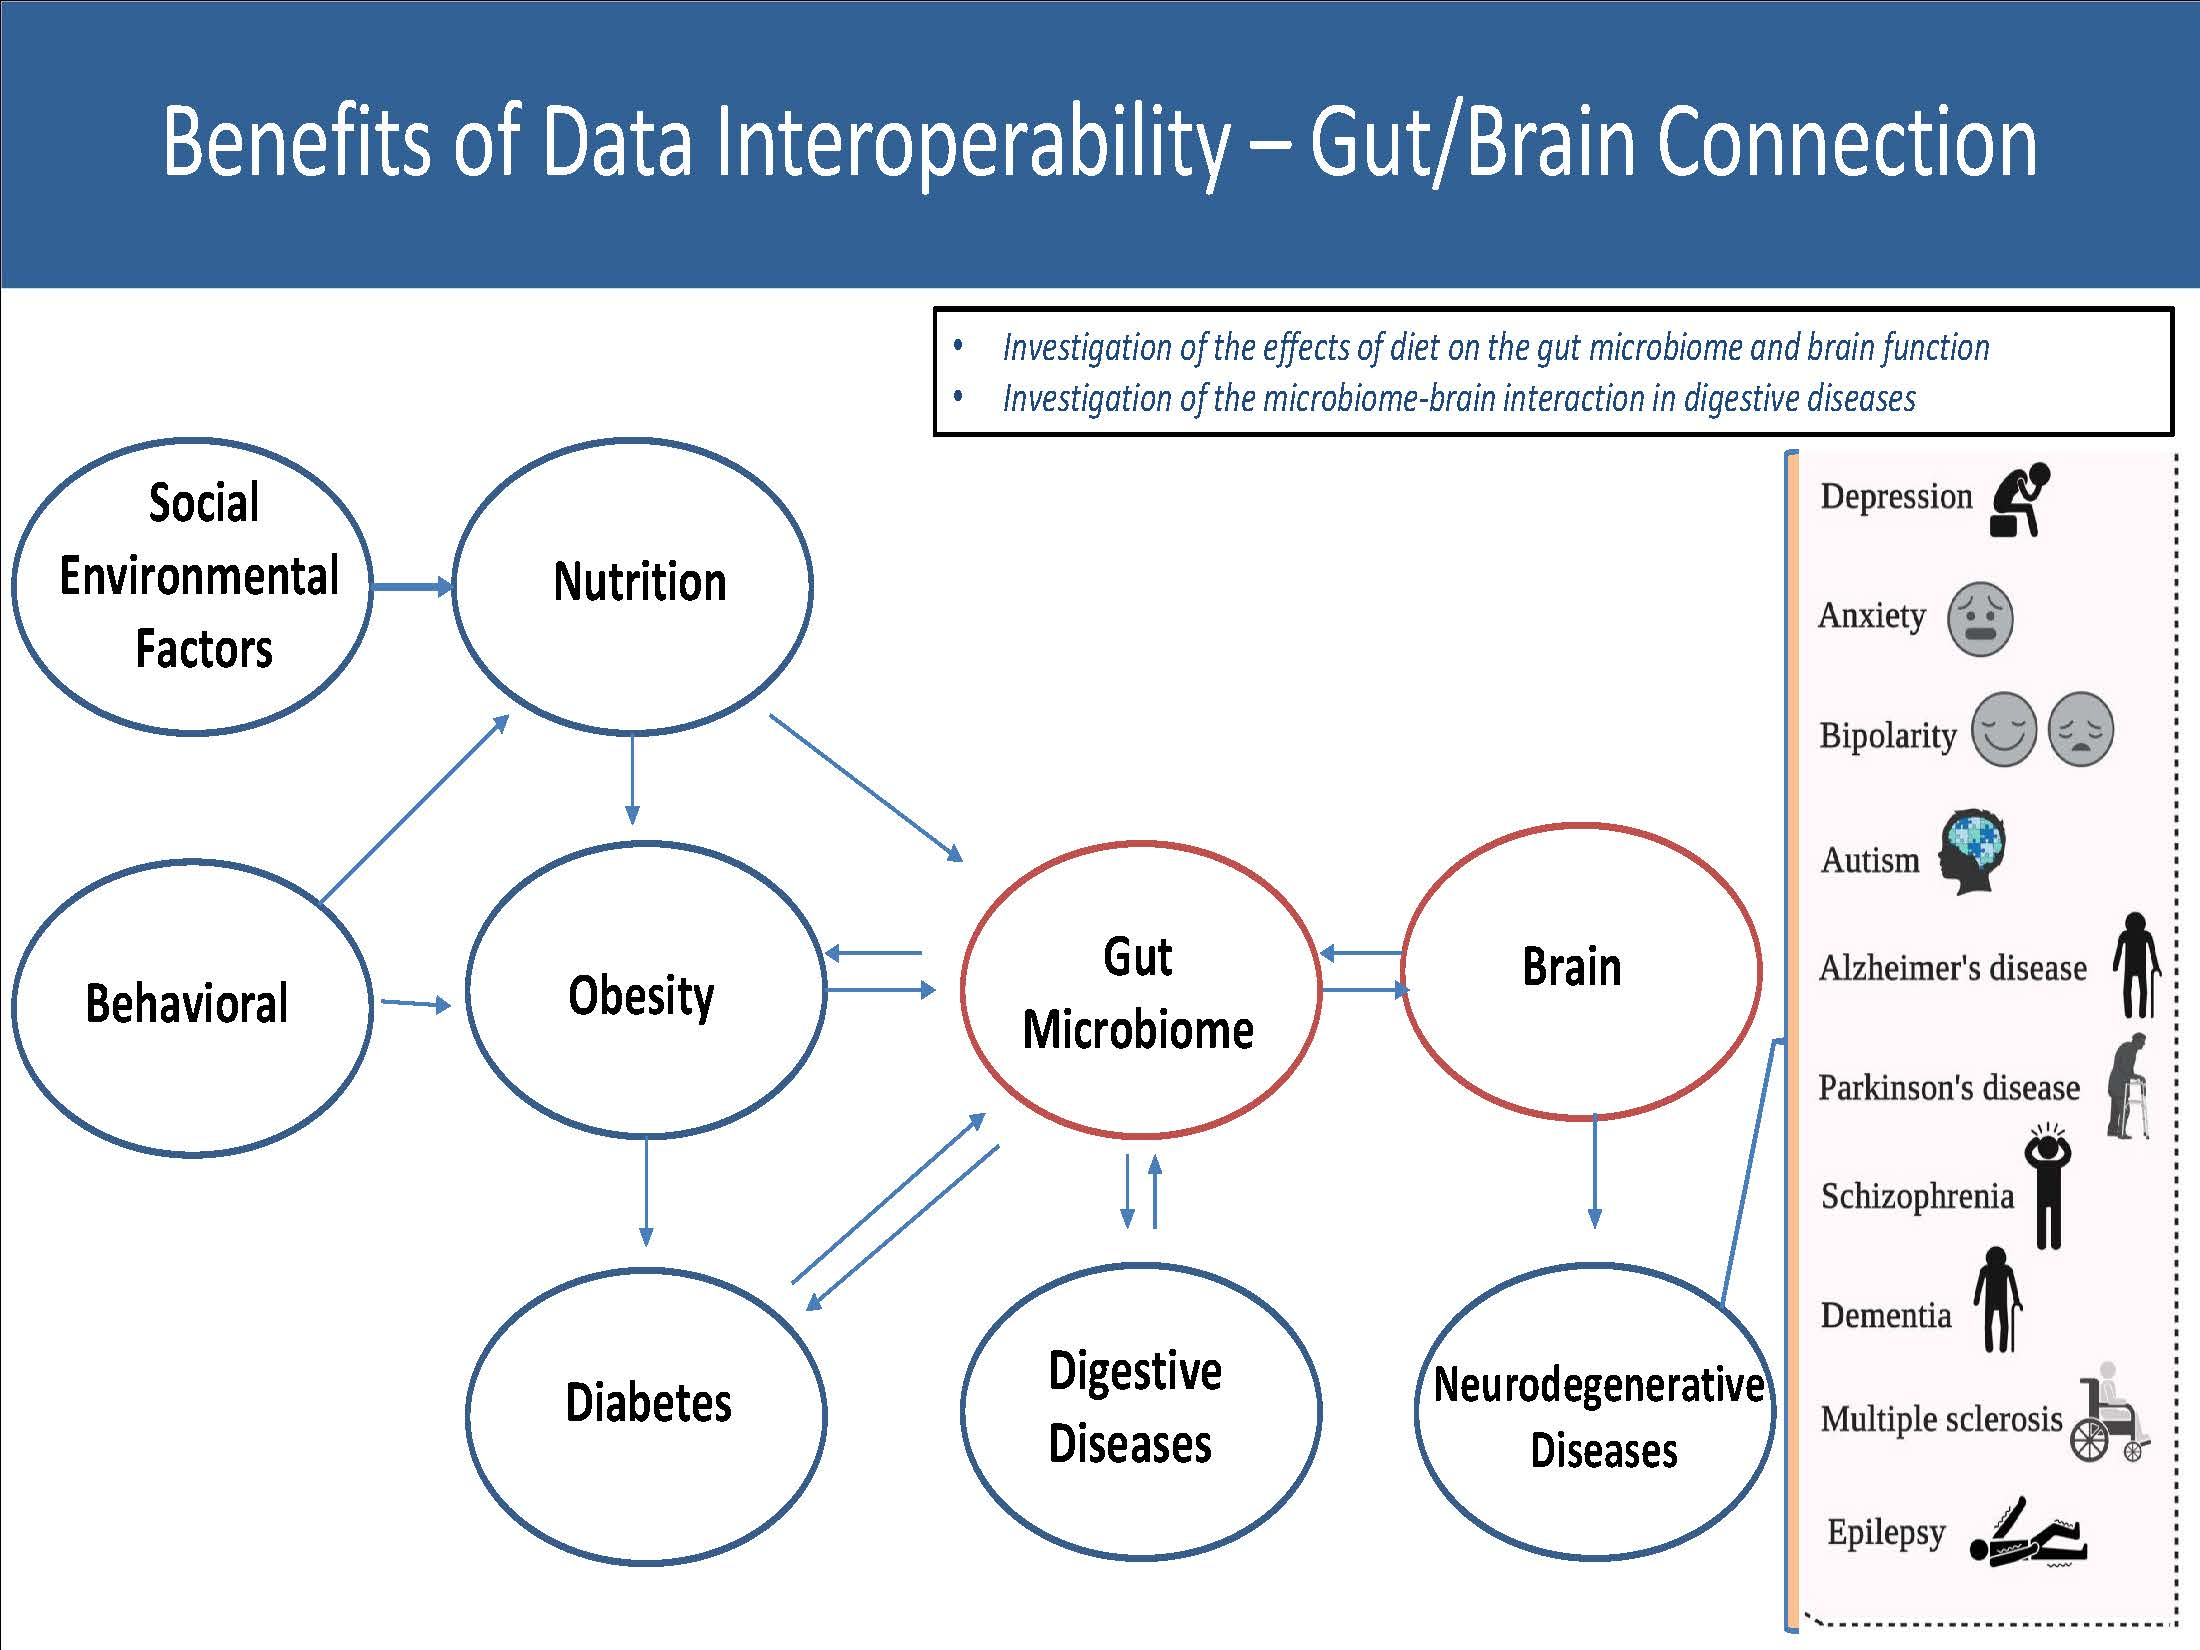 Benefits of Data Interoperability – Gut/Brain Connection
• Investigation of the effects of diet on the gut microbiome and brain function
• Investigation of the microbiome-brain interaction in digestive diseases
Social
Environmental
Factors
Nutrition
Behavioral
Obesity
Gut
Microbiome
Brain
Diabetes
Digestive
Diseases
Neurodegenerative
Diseases
Depression
Anxiety
Bipolarity
Autism
Alzheimer's disease
Parkinson's disease
Schizophrenia
Dementia
Multiple sclerosis
Epilepsy